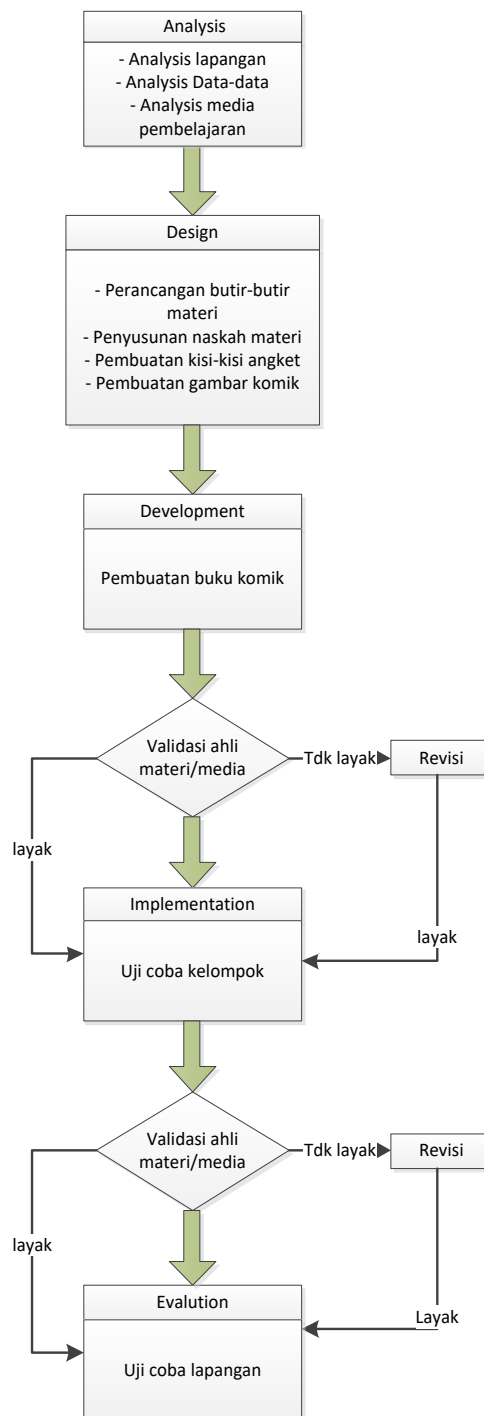 Analysis
- Analysis lapangan
- Analysis Data-data
- Analysis media
pembelajaran
Design
- Perancangan butir-butir
materi
- Penyusunan naskah materi
- Pembuatan kisi-kisi angket
- Pembuatan gambar komik
Development
Pembuatan buku komik
Validasi ahli
materi/media
Tdk layak
Revisi
layak
layak
Implementation
Uji coba kelompok
Validasi ahli
materi/media
Tdk layak
Revisi
layak
Layak
Evalution
Uji coba lapangan